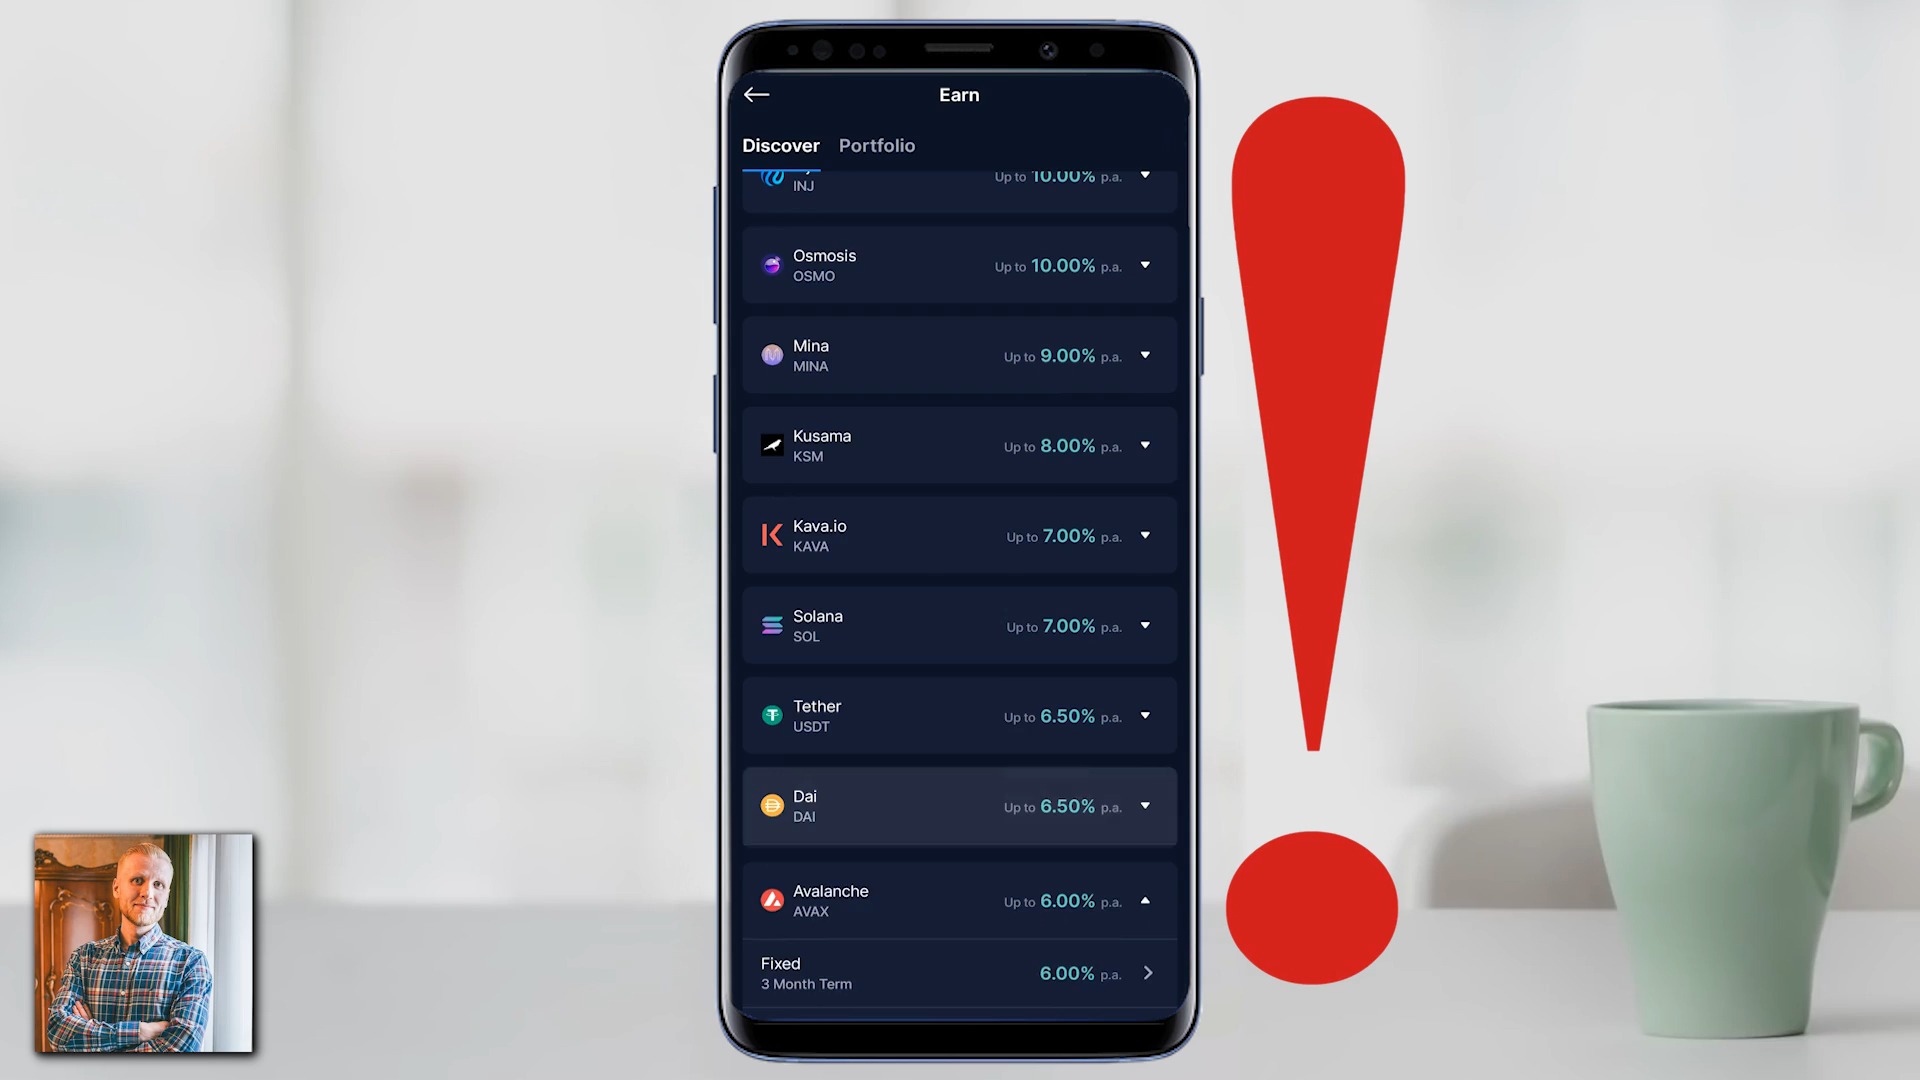 Earn
Discover Portfolio
INJ
Up to 10.00% p.a.
Osmosis
OSMO
Up to 10.00% p.a.
Mina
MINA
Up to 9.00% p.a.
Kusama
KSM
Up to 8.00% p.a.
Kava.io
KAVA
Up to 7.00% p.a.
Solana
SOL
Up to 7.00% p.a.
Tether
USDT
Up to 6.50% p.a.
Dai
DAI
Up to 6.50% p.a.
Avalanche
AVAX
Up to 6.00% p.a.
Fixed
3 Month Term
6.00% p.a.